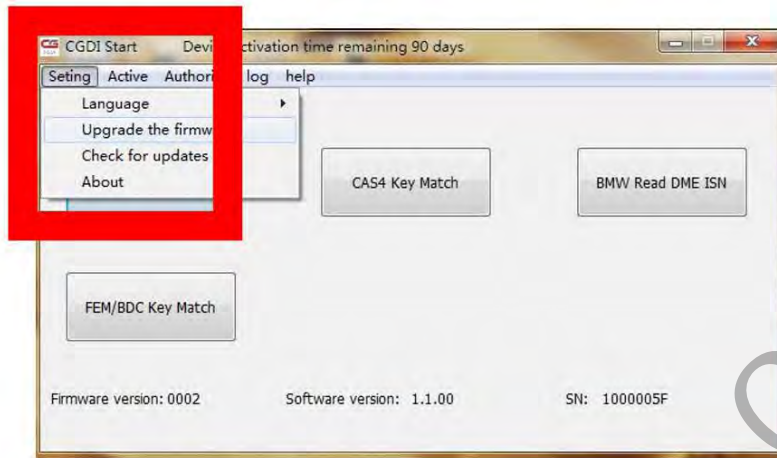 CG CGDI Start Devi ctivation time remaining 90 days
Seting Active Authori log help
Language
Upgrade the firmw
Check for updates
About
CAS4 Key Match
BMW Read DME ISN
FEM/BDC Key Match
Firmware version: 0002 Software version: 1.1.00 SN: 1000005F